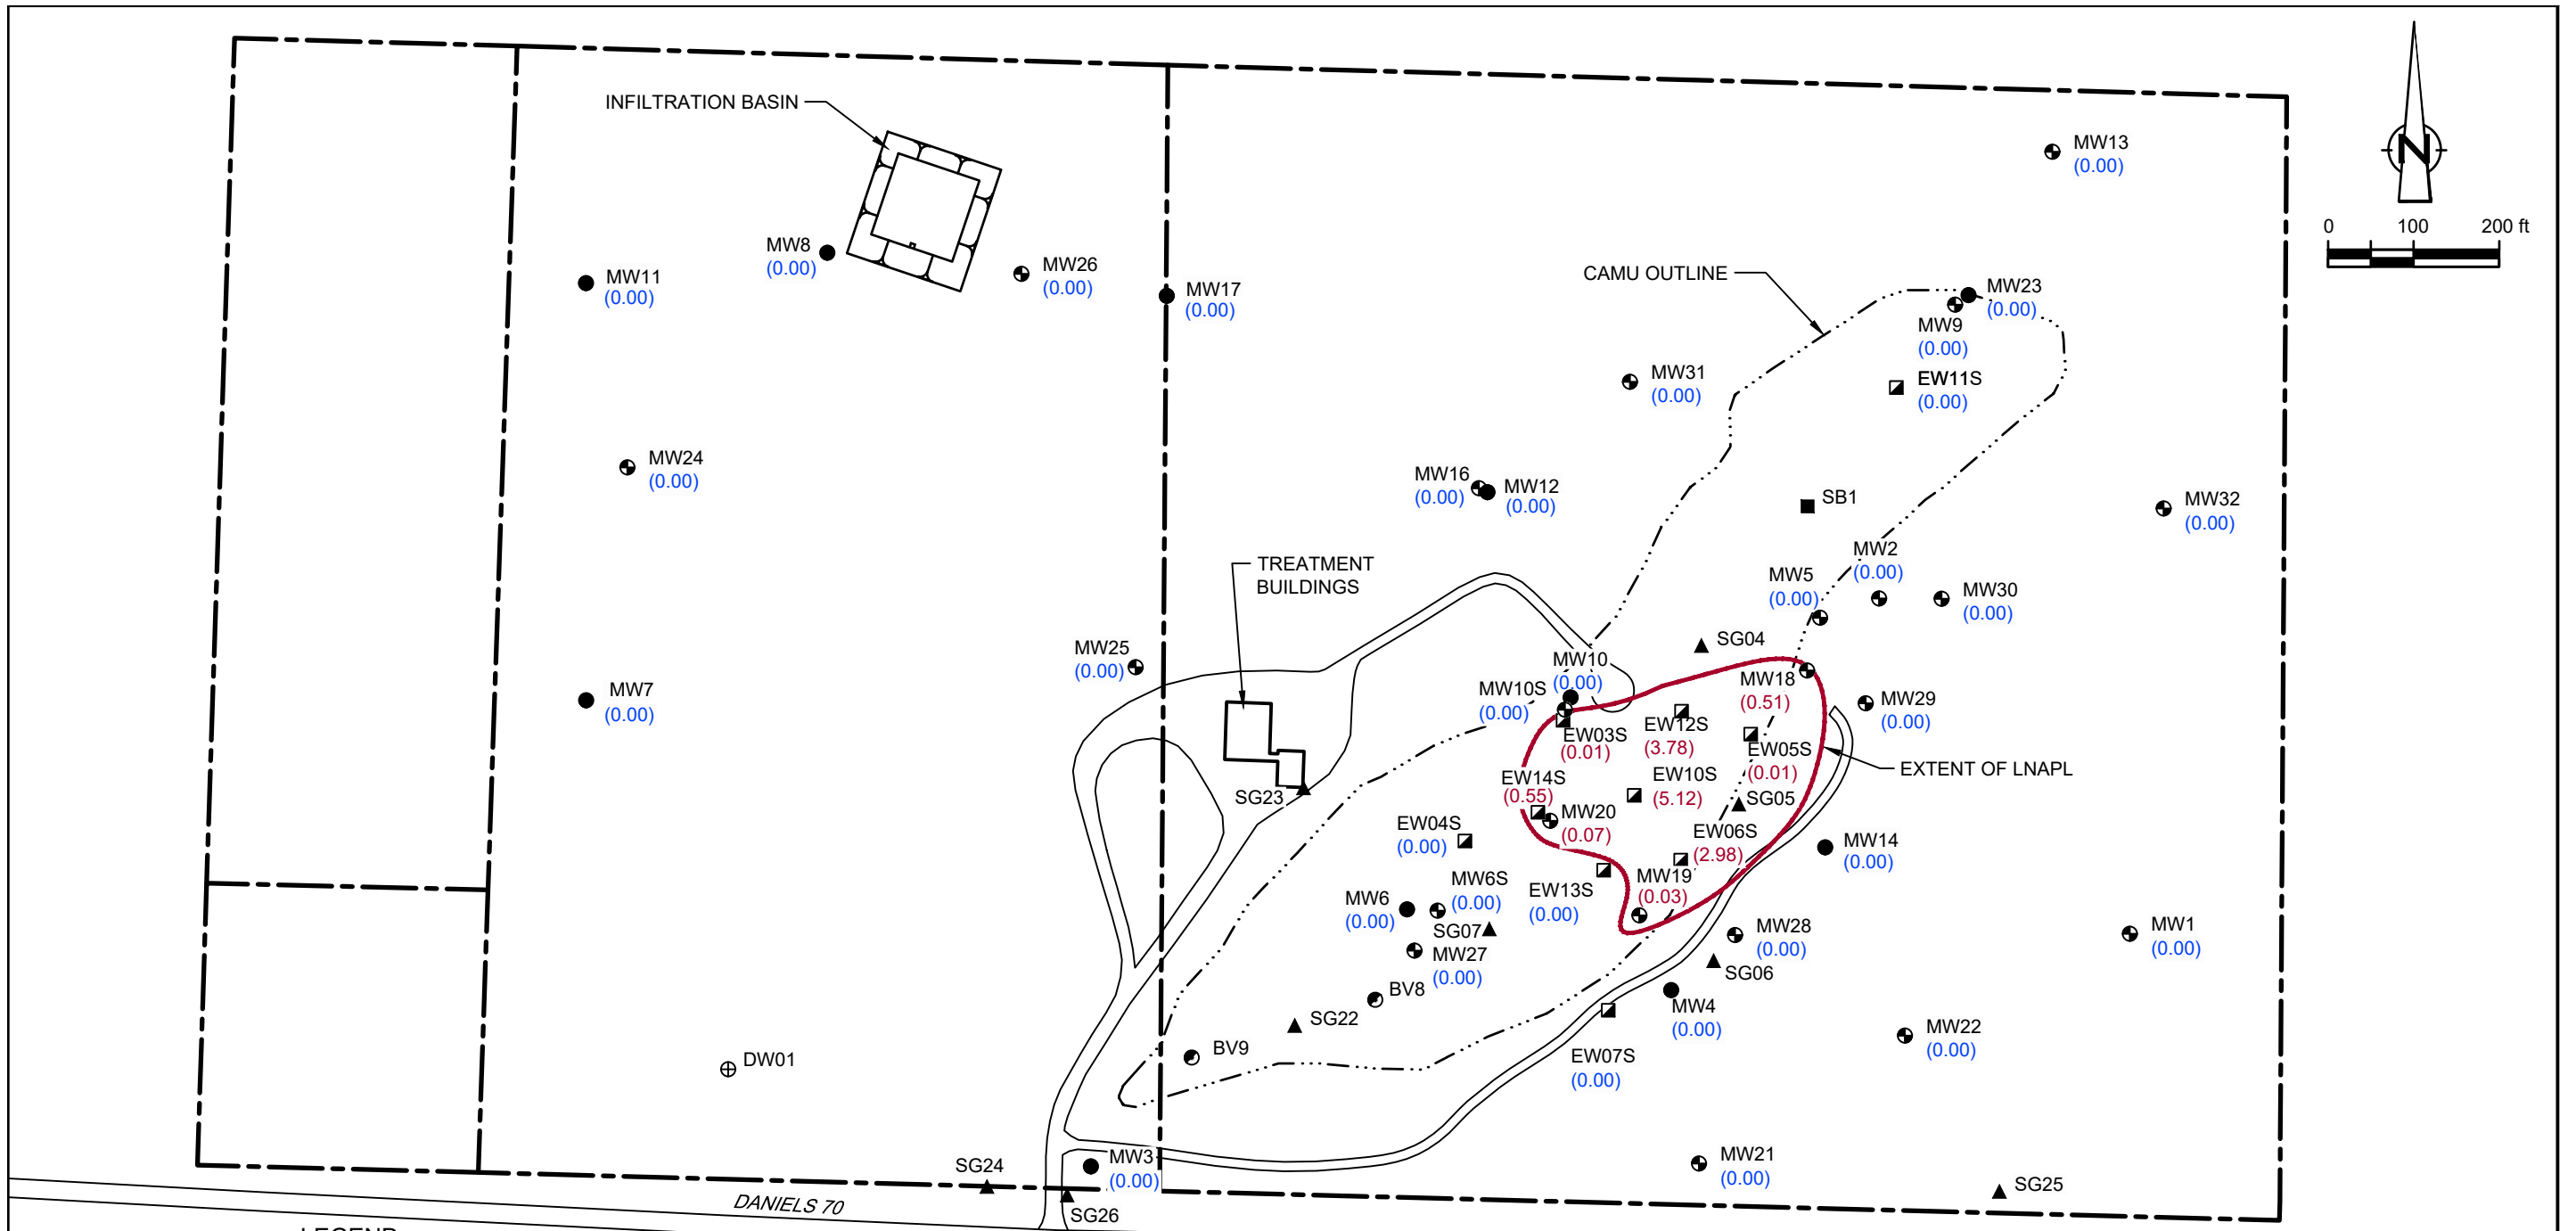 INFILTRATION BASIN
MW13
(0.00)
N
0 100 200 ft
MW8
(0.00)
MW26
(0.00)
MW11
(0.00)
MW17
(0.00)
CAMU OUTLINE
MW23
(0.00)
MW9
(0.00)
MW31
(0.00)
EW11S
(0.00)
MW24
(0.00)
MW16
(0.00)
MW12
(0.00)
SB1
MW32
(0.00)
MW2
(0.00)
TREATMENT
BUILDINGS
MW5
(0.00)
MW30
(0.00)
MW25
(0.00)
SG04
MW10
(0.00)
MW7
(0.00)
MW10S
(0.00)
MW18
(0.51)
MW29
(0.00)
EW03S
(0.01)
EW12S
(3.78)
EW05S
(0.01)
EXTENT OF LNAPL
EW14S
(0.55)
EW10S
(5.12)
SG23
SG05
MW20
(0.07)
EW04S
(0.00)
EW06S
(2.98)
MW14
(0.00)
MW6
(0.00)
MW6S
(0.00)
EW13S
(0.00)
MW19
(0.03)
SG07
MW28
(0.00)
MW1
(0.00)
MW27
(0.00)
SG06
BV8
MW4
(0.00)
SG22
MW22
(0.00)
BV9
DW01
EW07S
(0.00)
MW3
(0.00)
MW21
(0.00)
SG24
SG25
DANIELS 70
SG26
LEGEND